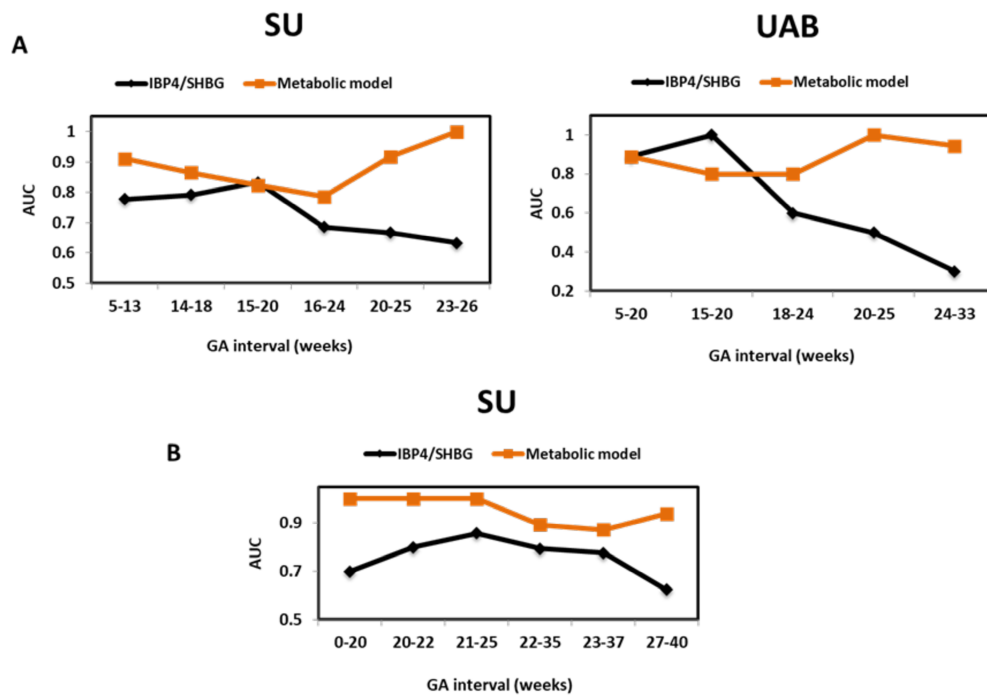 SU
UAB
A
IBP4/SHBG Metabolic model
IBP4/SHBG Metabolic model
AUC
1
0.9
0.8
0.7
0.6
0.5
5-13 14-18 15-20 16-24 20-25 23-26
GA interval (weeks)
AUC
1
0.8
0.6
0.4
0.2
5-20 15-20 18-24 20-25 24-33
GA interval (weeks)
SU
B
IBP4/SHBG Metabolic model
AUC
0.9
0.7
0.5
0-20 20-22 21-25 22-35 23-37 27-40
GA interval (weeks)